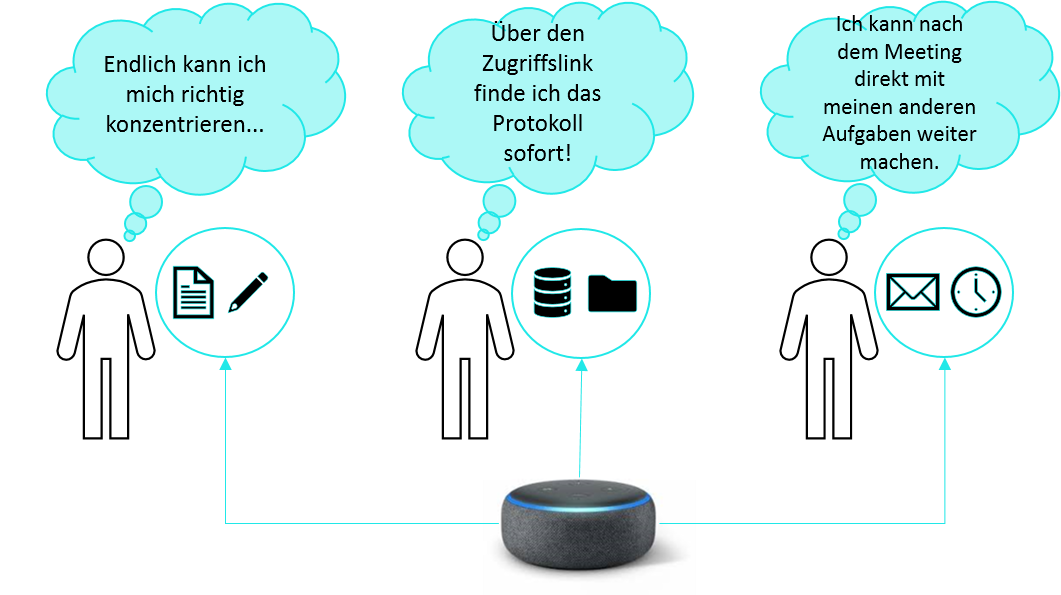 Endlich kann ich
mich richtig
konzentrieren...
Über den
Zugriffslink
finde ich das
Protokoll
sofort!
Ich kann nach
dem Meeting
direkt mit
meinen anderen
Aufgaben weiter
machen.